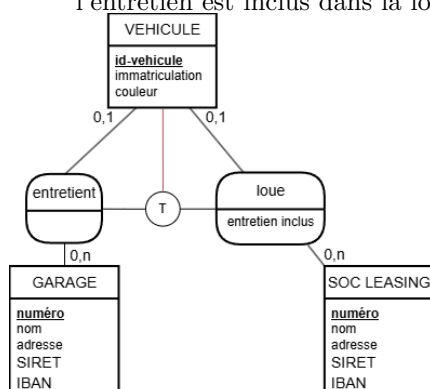 l'entretien est inclus dans la lo
VEHICULE
id-vehicule
immatriculation
couleur
0,1
0,1
entretient
T
loue
entretien inclus
0,n
0,n
GARAGE
numéro
nom
adresse
SIRET
IBAN
SOC LEASING
numéro
nom
adresse
SIRET
IBAN